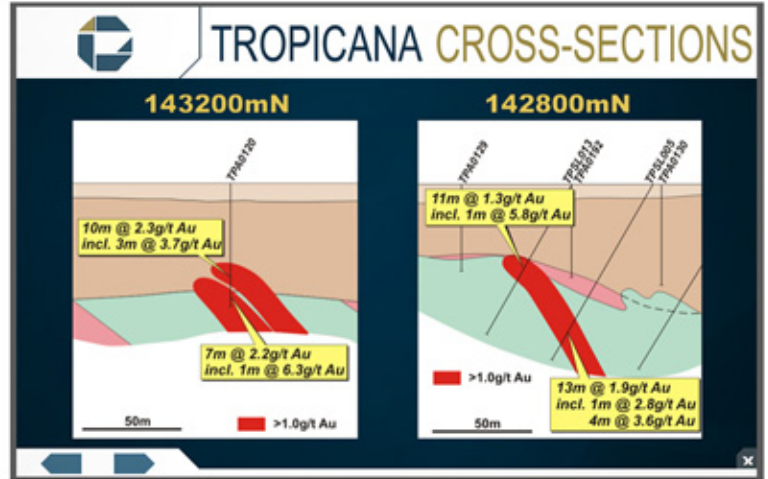 TROPICANA CROSS-SECTIONS
143200mN
TPA0120
10m @ 2.3g/t Au
incl. 3m @ 3.7g/t Au
7m @ 2.2g/t Au
incl. 1m @ 6.3g/t Au
50m
>1.0g/t Au
142800mN
TPA0129
TPSL013
TPA0192
TPSL005
TPA0130
11m @ 1.3g/t Au
incl. 1m @ 5.8g/t Au
>1.0g/t Au
13m @ 1.9g/t Au
incl. 1m @ 2.8g/t Au
4m @ 3.6g/t Au
50m